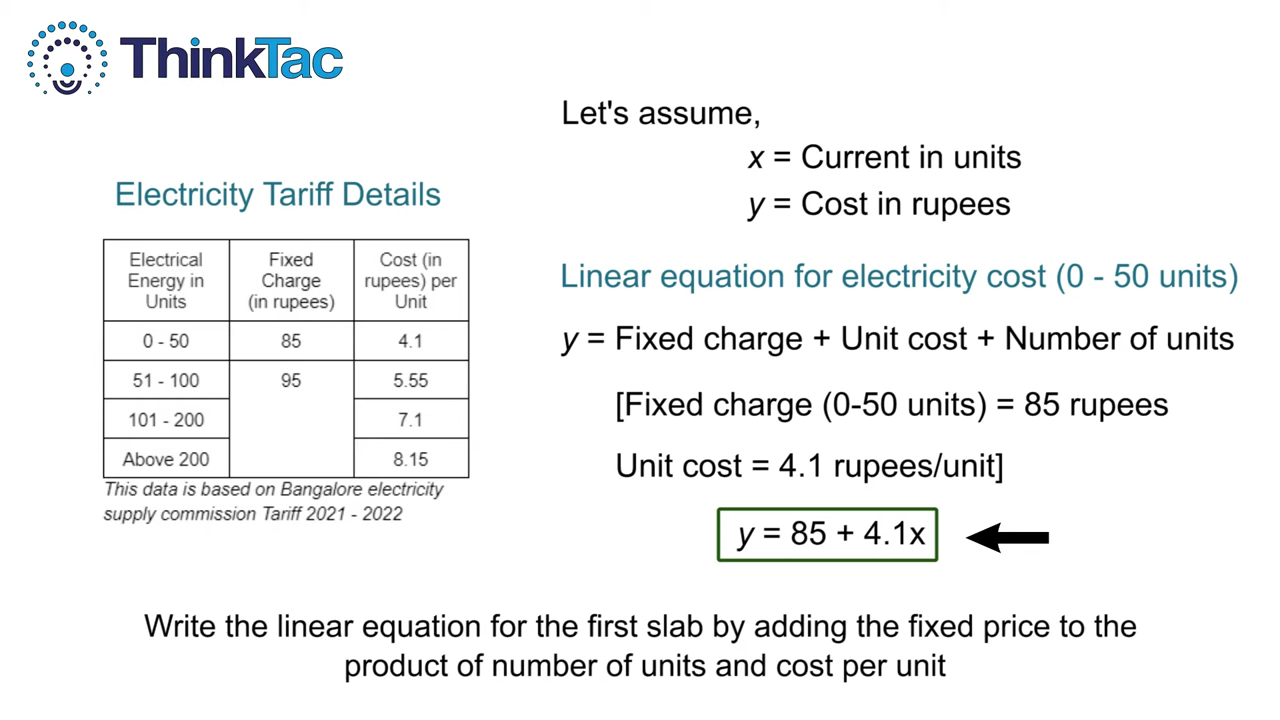 ThinkTac
Let's assume,
x = Current in units
y = Cost in rupees
Electricity Tariff Details
Electrical Energy in Units Fixed Charge (in rupees) Cost (in rupees) per Unit
0 - 50 85 4.1
51 - 100 95 5.55
101 - 200 7.1
Above 200 8.15
This data is based on Bangalore electricity
supply commission Tariff 2021 - 2022
Linear equation for electricity cost (0 - 50 units)
y = Fixed charge + Unit cost + Number of units
[Fixed charge (0-50 units) = 85 rupees
Unit cost = 4.1 rupees/unit]
y = 85 + 4.1x
Write the linear equation for the first slab by adding the fixed price to the
product of number of units and cost per unit